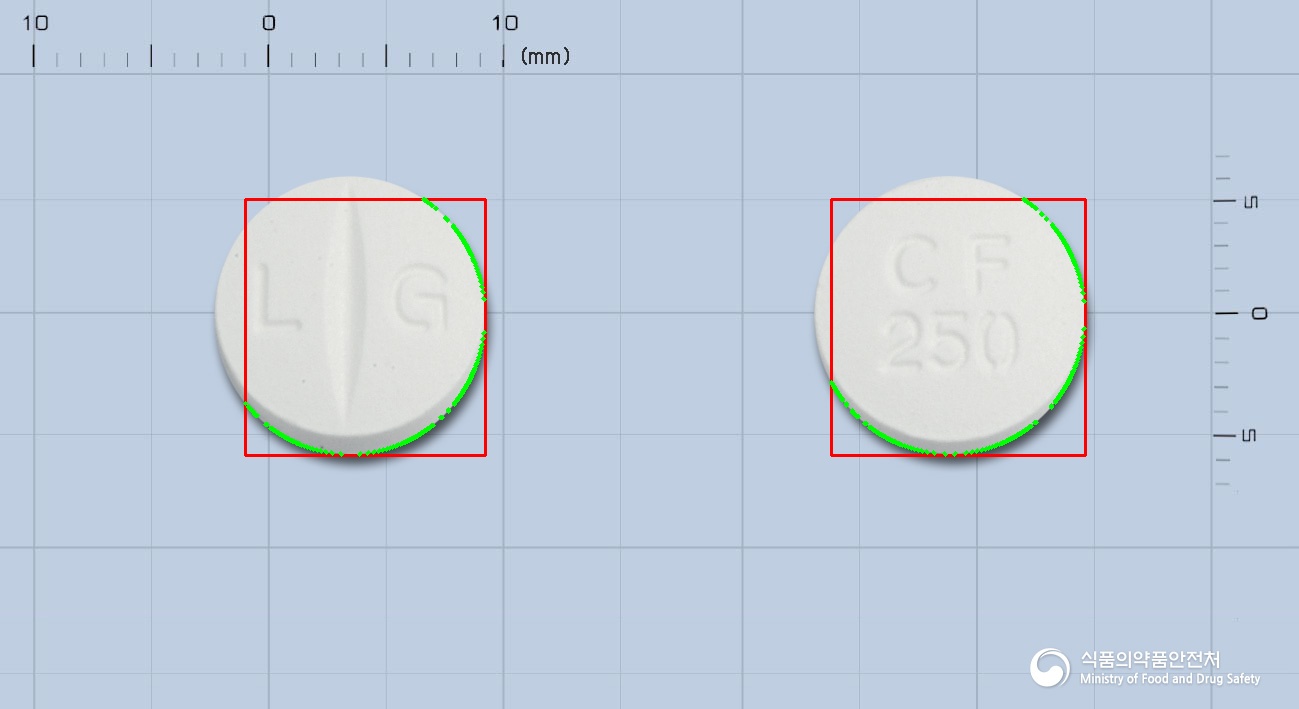 10 0 10
(mm)
L G
CF
250
5
0
5
식품의약품안전처
Ministry of Food and Drug Safety